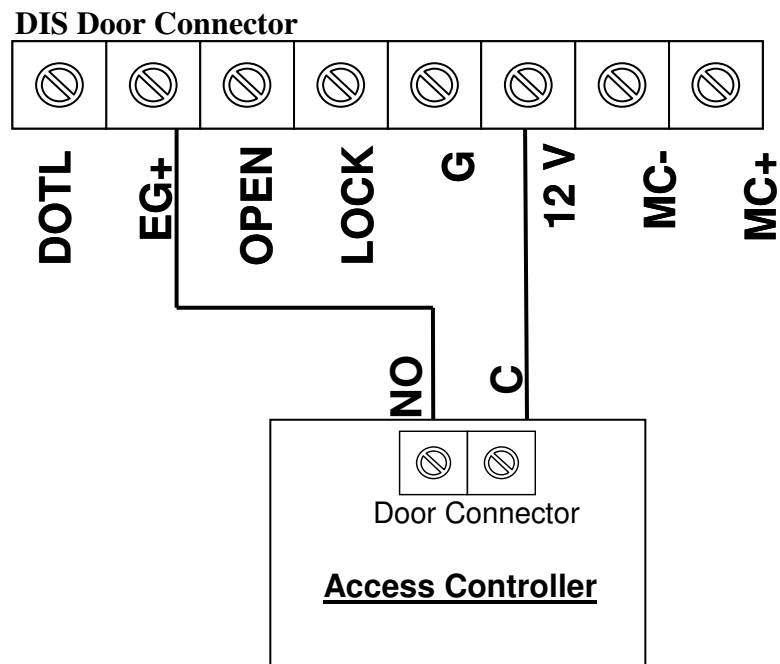 DIS Door Connector
DOTL
EG+
OPEN
LOCK
G
12 V
MC-
MC+
NO
C
Door Connector
Access Controller